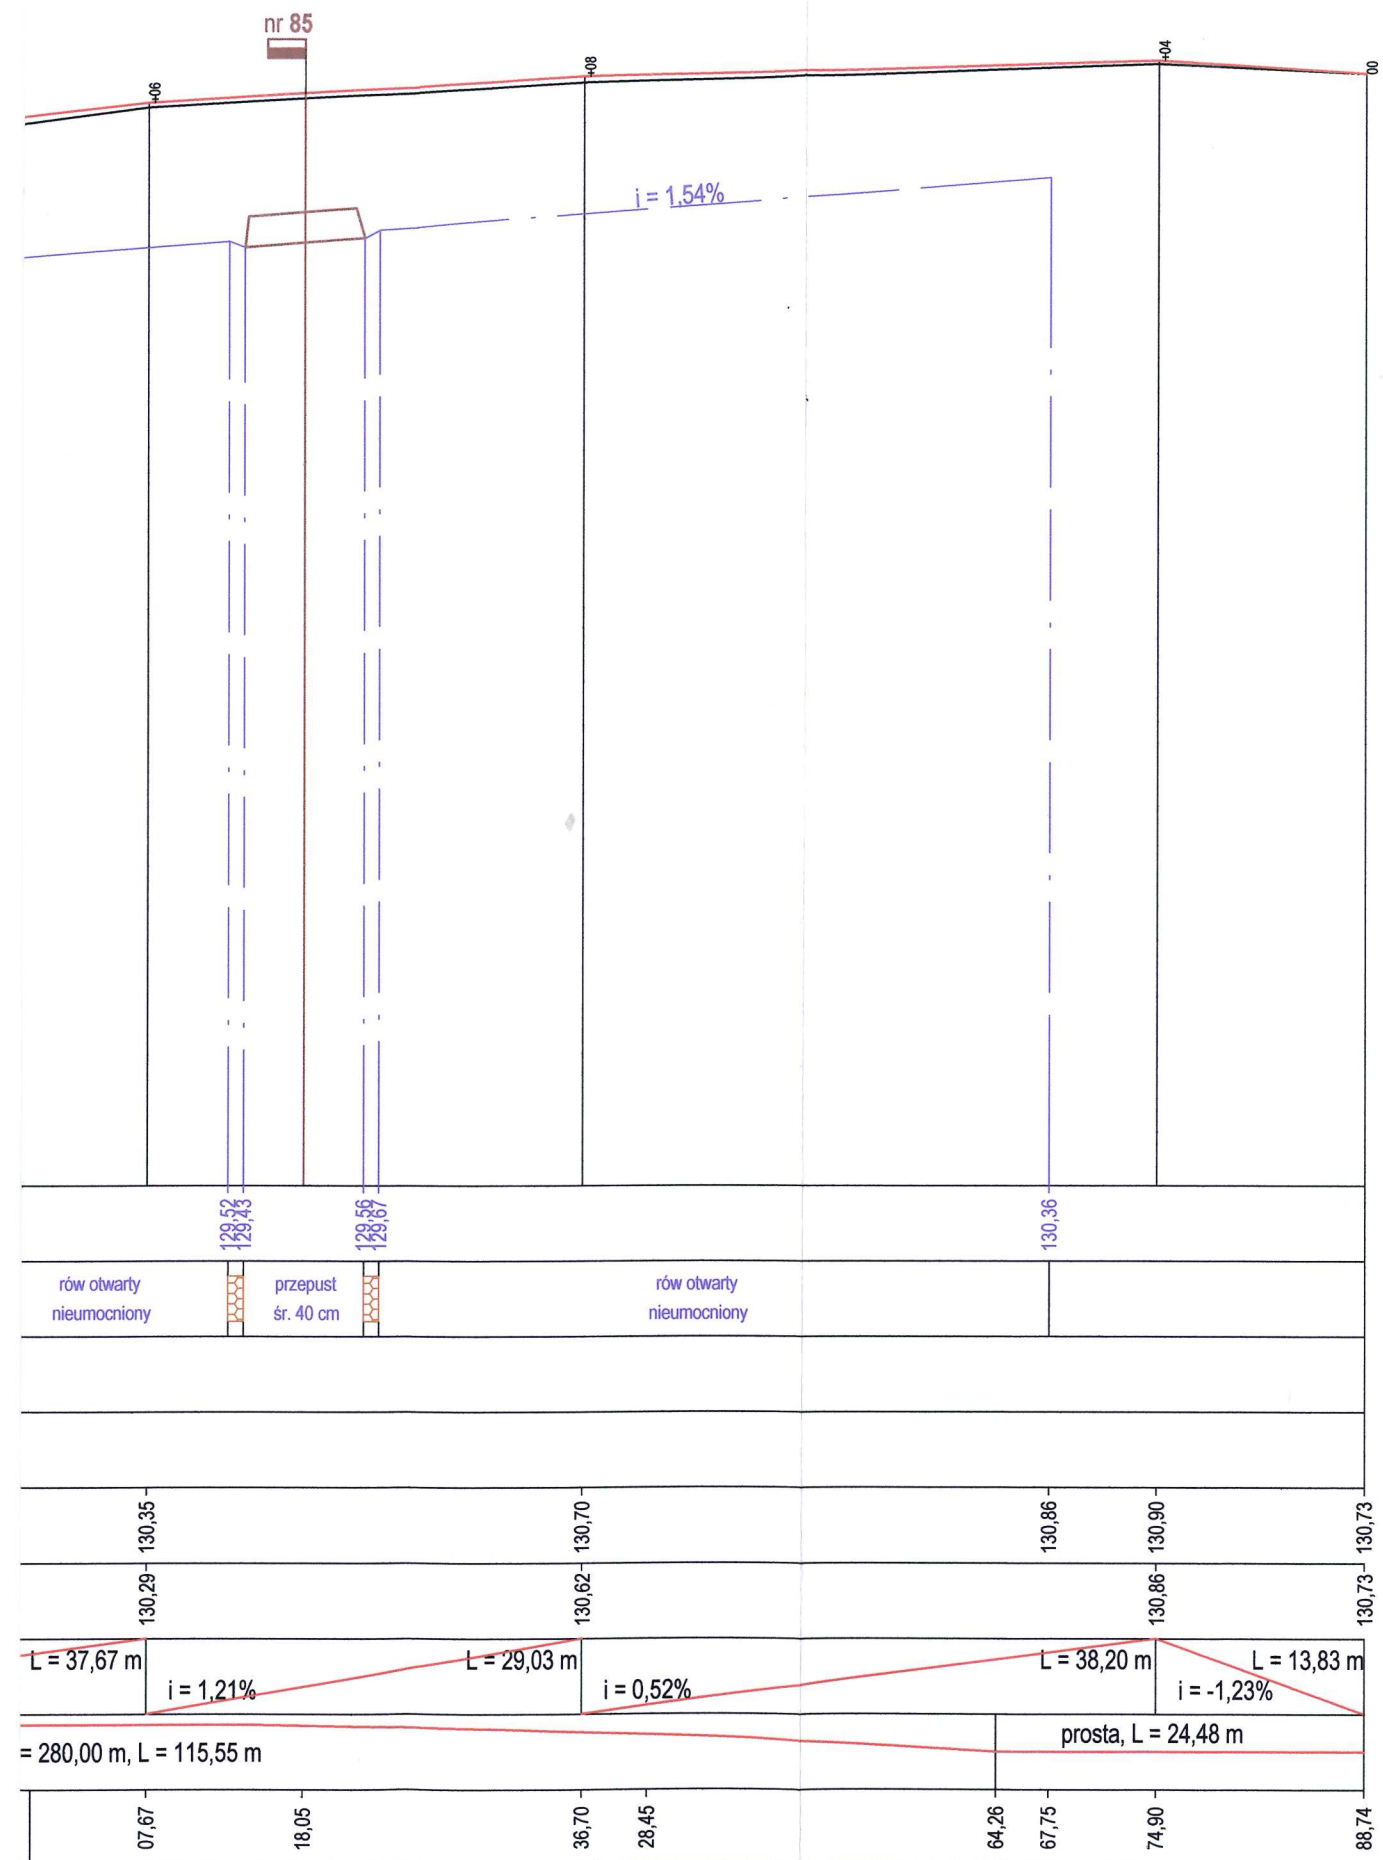 nr 85
+06
+08
+04
00
i = 1,54%
129,52
129,43
129,56
129,67
130,36
rów otwarty
nieumocniony
przepust
śr. 40 cm
rów otwarty
nieumocniony
130,35
130,70
130,86
130,90
130,73
130,29
130,62
130,86
130,73
L = 37,67 m
i = 1,21%
L = 29,03 m
i = 0,52%
L = 38,20 m
i = -1,23%
L = 13,83 m
= 280,00 m, L = 115,55 m
prosta, L = 24,48 m
07,67
18,05
36,70
28,45
64,26
67,75
74,90
88,74